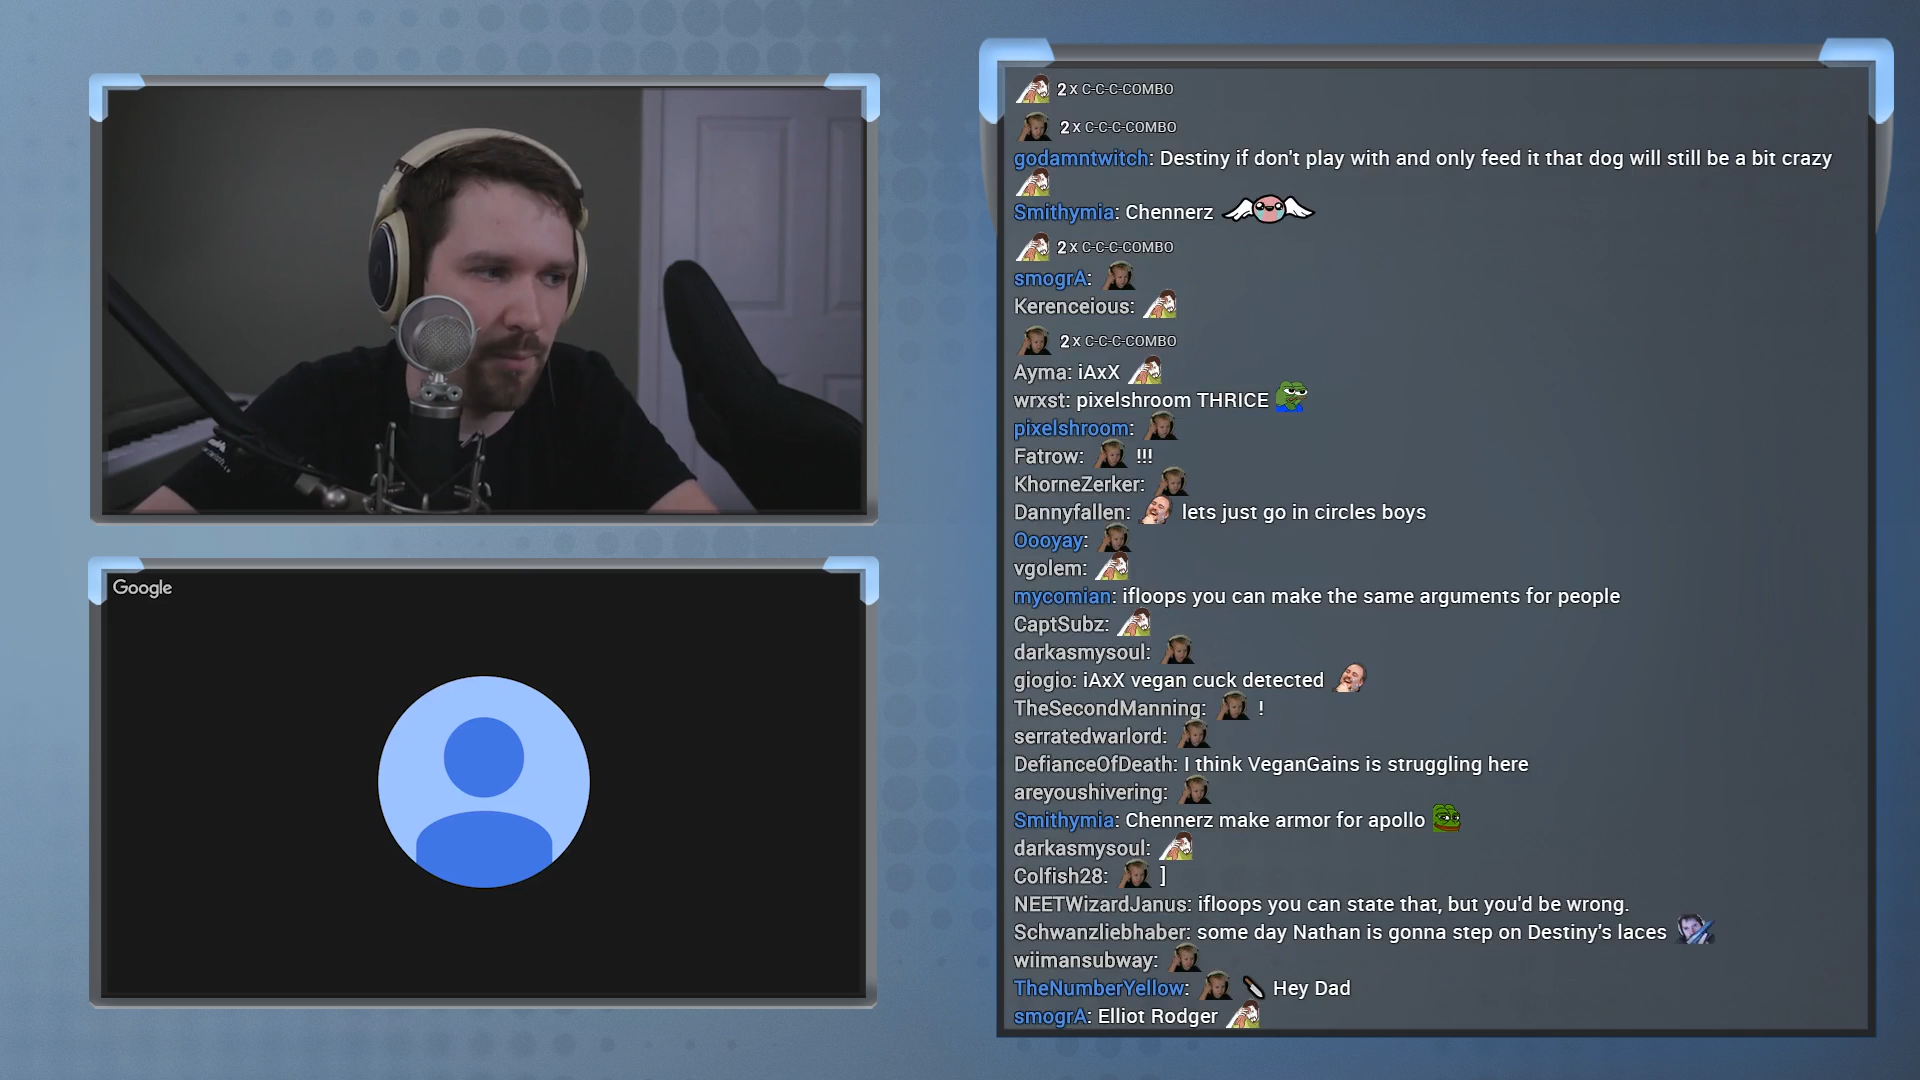 2x C-C-C-COMBO
2x C-C-C-COMBO
godamntwitch: Destiny if don't play with and only feed it that dog will still be a bit crazy
Smithymia: Chennerz
2x C-C-C-COMBO
smogrA:
Kerenceious:
2x C-C-C-COMBO
Ayma: iAxX
wrxst: pixelshroom THRICE
pixelshroom:
Fatrow: !!!
KhorneZerker:
Dannyfallen: lets just go in circles boys
Oooyay:
vgolem:
mycomian: ifloops you can make the same arguments for people
CaptSubz:
darkasmysoul:
giogio: iAxX vegan cuck detected
TheSecondManning: !
serratedwarlord:
DefianceOfDeath: I think VeganGains is struggling here
areyoushivering:
Smithymia: Chennerz make armor for apollo
darkasmysoul:
Colfish28: ]
NEETWizardJanus: ifloops you can state that, but you'd be wrong.
Schwanzliebhaber: some day Nathan is gonna step on Destiny's laces
wiimansubway:
TheNumberYellow: Hey Dad
smogrA: Elliot Rodger
Google